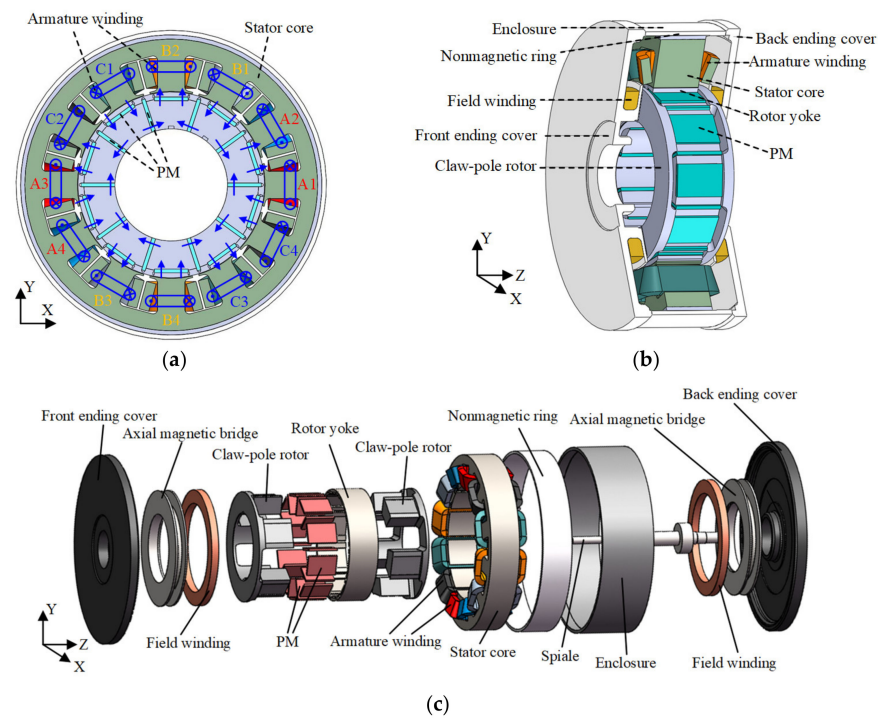 Armature winding
Stator core
B2
C1
B1
C2
A2
PM
A3
A1
A4
C4
B3
C3
B4
Y
X
(a)
Enclosure
Nonmagnetic ring
Back ending cover
Armature winding
Field winding
Stator core
Rotor yoke
Front ending cover
PM
Claw-pole rotor
Y
Z
X
(b)
Back ending cover
Front ending cover
Nonmagnetic ring
Axial magnetic bridge
Axial magnetic bridge
Rotor yoke
Claw-pole rotor
Claw-pole rotor
Y
Z
X
Field winding
PM
Armature winding
Stator core
Spiale
Enclosure
Field winding
(c)